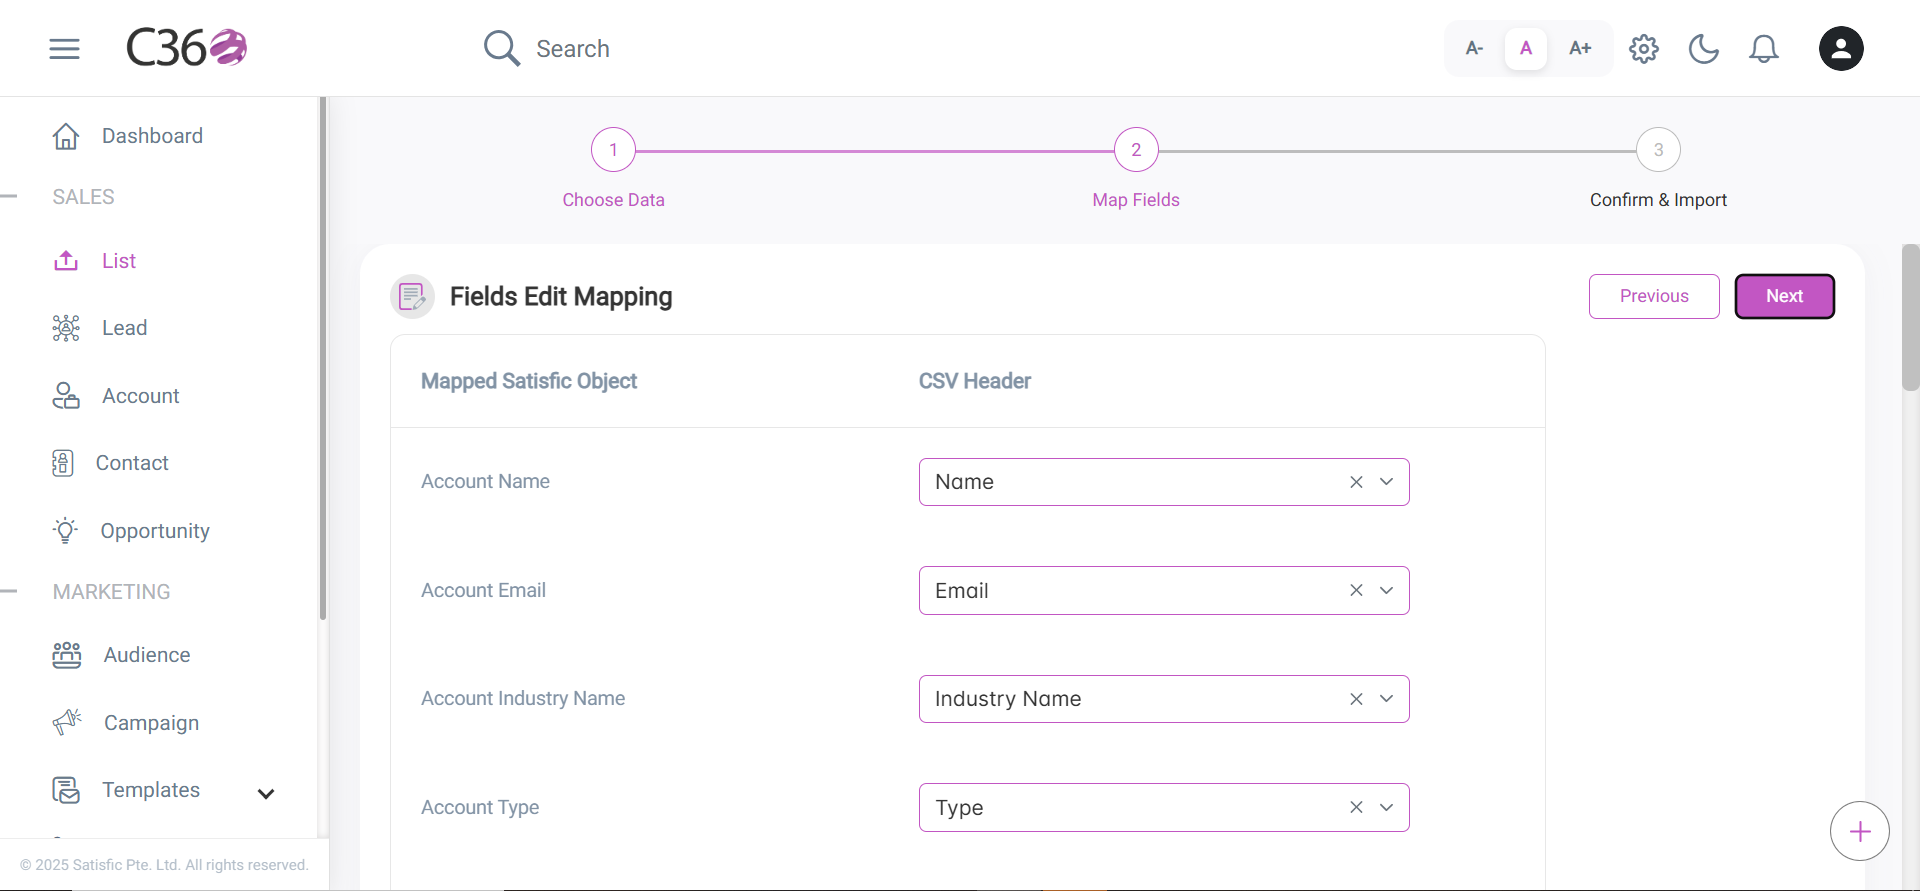 C360
Search
A-
A
A+
Dashboard
SALES
List
Lead
Account
Contact
Opportunity
MARKETING
Audience
Campaign
Templates
© 2025 Satisfic Pte. Ltd. All rights reserved.
1
2
3
Choose Data
Map Fields
Confirm & Import
Fields Edit Mapping
Previous
Next
Mapped Satisfic Object
CSV Header
Account Name
Name
Account Email
Email
Account Industry Name
Industry Name
Account Type
Type